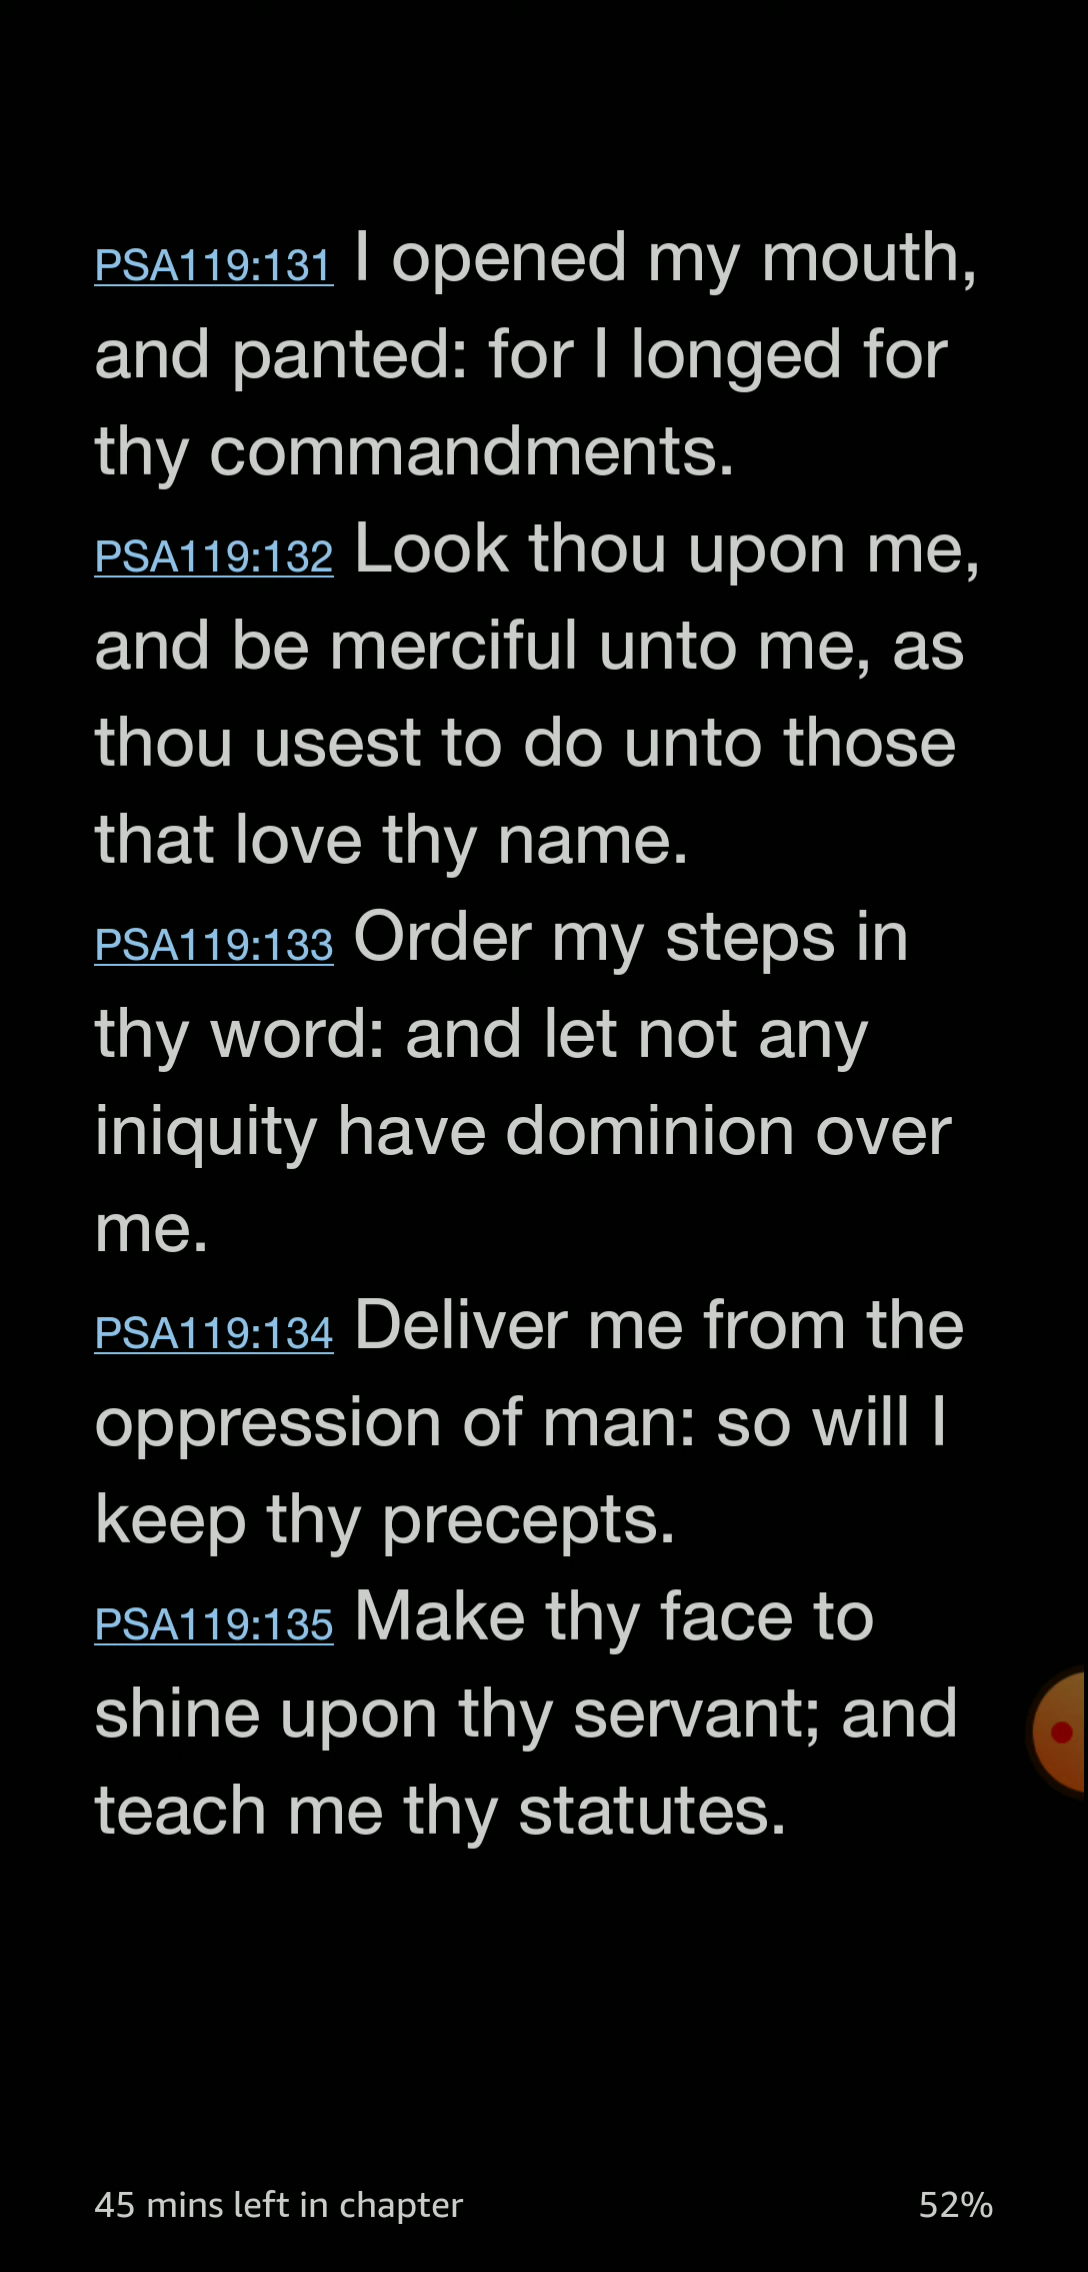 PSA119:131 I opened my mouth,
and panted: for I longed for
thy commandments.
PSA119:132 Look thou upon me,
and be merciful unto me, as
thou usest to do unto those
that love thy name.
PSA119:133 Order my steps in
thy word: and let not any
iniquity have dominion over
me.
PSA119:134 Deliver me from the
oppression of man: so will I
keep thy precepts.
PSA119:135 Make thy face to
shine upon thy servant; and
teach me thy statutes.
45 mins left in chapter 52%